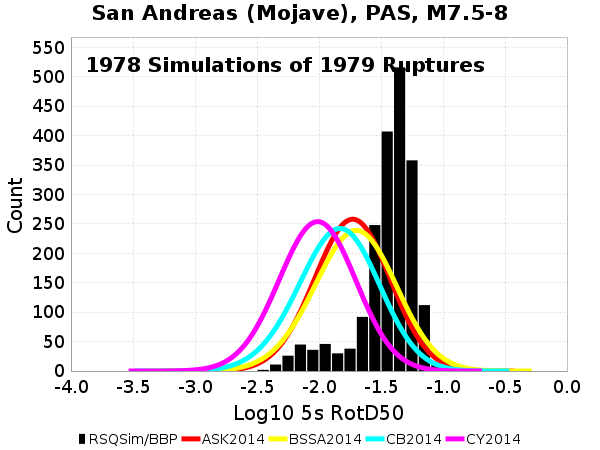 San Andreas (Mojave), PAS, M7.5-8
1978 Simulations of 1979 Ruptures
Count
550
500
450
400
350
300
250
200
150
100
50
0
-4.0 -3.5 -3.0 -2.5 -2.0 -1.5 -1.0 -0.5 0.0
Log10 5s RotD50
RSQSim/BBP ASK2014 BSSA2014 CB2014 CY2014